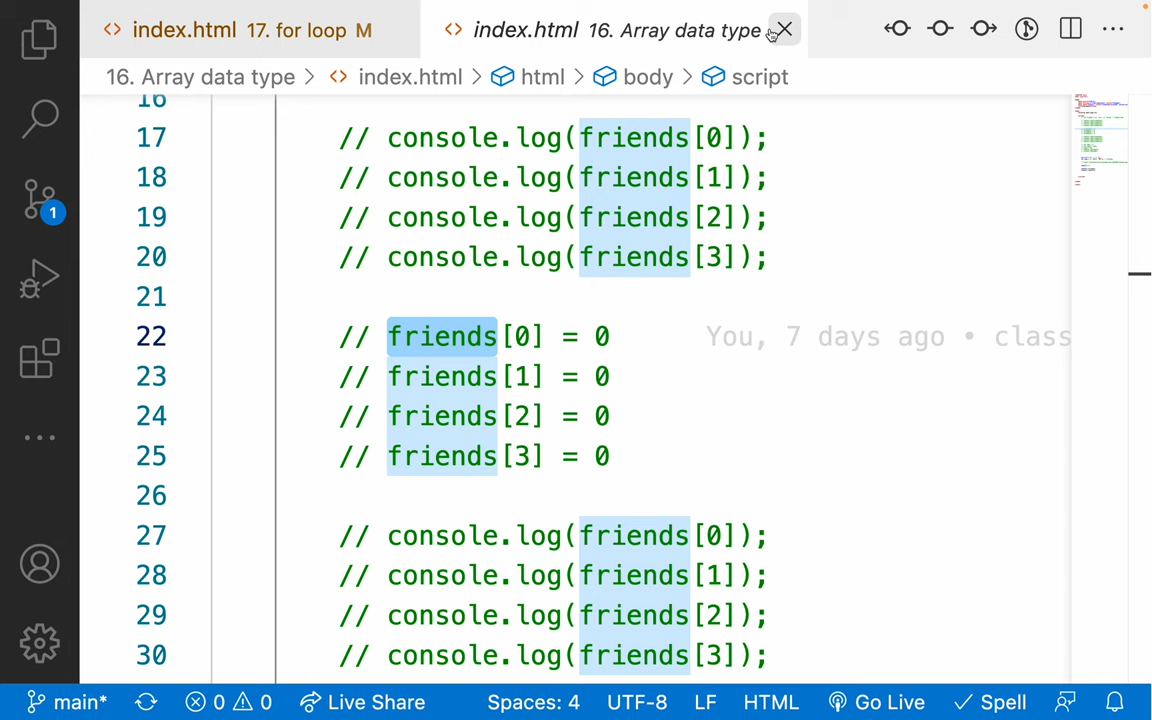 index.html 17. for loop M
index.html 16. Array data type
16. Array data type > index.html > html > body > script
16
17 // console.log(friends[0]);
18 // console.log(friends[1]);
19 // console.log(friends[2]);
20 // console.log(friends[3]);
21
22 // friends[0] = 0 You, 7 days ago • class
23 // friends[1] = 0
24 // friends[2] = 0
25 // friends[3] = 0
26
27 // console.log(friends[0]);
28 // console.log(friends[1]);
29 // console.log(friends[2]);
30 // console.log(friends[3]);
1
main* 0 0 Live Share Spaces: 4 UTF-8 LF HTML Go Live Spell